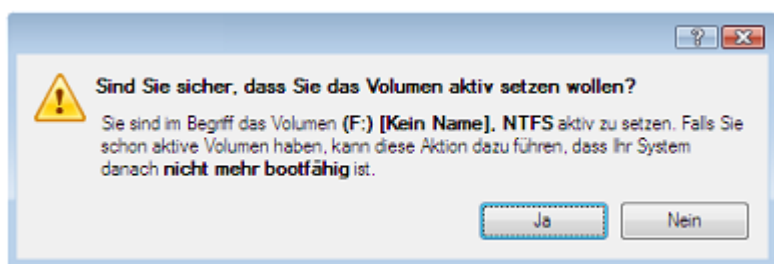 Sind Sie sicher, dass Sie das Volumen aktiv setzen wollen?
Sie sind im Begriff das Volumen (F:) [Kein Name], NTFS aktiv zu setzen. Falls Sie
schon aktive Volumen haben, kann diese Aktion dazu führen, dass Ihr System
danach nicht mehr bootfähig ist.
Ja
Nein